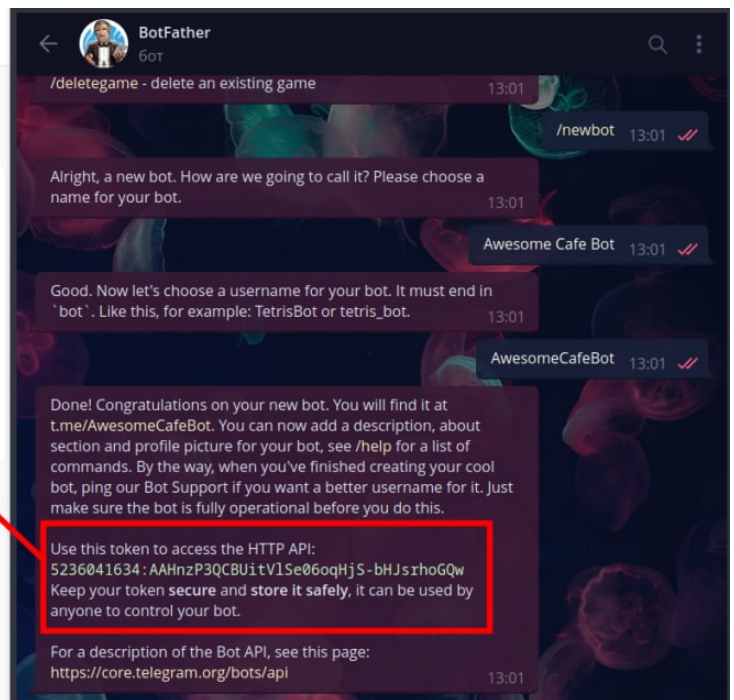 BotFather
бот
/deletegame - delete an existing game
13:01
/newbot 13:01
Alright, a new bot. How are we going to call it? Please choose a
name for your bot.
13:01
Awesome Cafe Bot 13:01
Good. Now let's choose a username for your bot. It must end in
`bot`. Like this, for example: TetrisBot or tetris_bot.
13:01
AwesomeCafeBot 13:01
Done! Congratulations on your new bot. You will find it at
t.me/AwesomeCafeBot. You can now add a description, about
section and profile picture for your bot, see /help for a list of
commands. By the way, when you've finished creating your cool
bot, ping our Bot Support if you want a better username for it. Just
make sure the bot is fully operational before you do this.
Use this token to access the HTTP API:
5236041634:AAHnzP3QCBUitVlSe06oqHjS-bHJsrhoGQw
Keep your token secure and store it safely, it can be used by
anyone to control your bot.
For a description of the Bot API, see this page:
https://core.telegram.org/bots/api
13:01